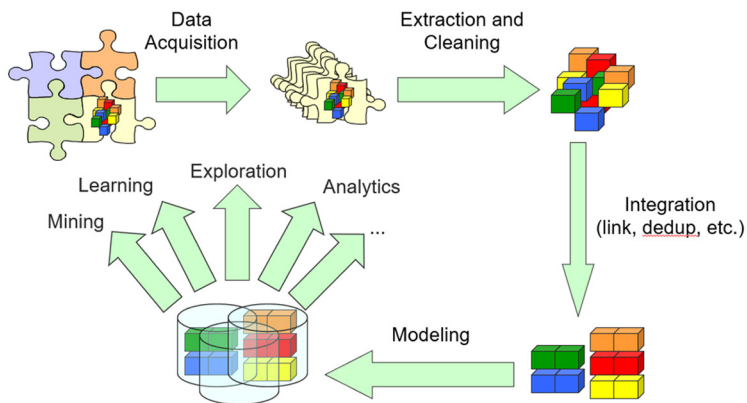 Data
Acquisition
Extraction and
Cleaning
Exploration
Learning
Analytics
Mining
...
Integration
(link, dedup, etc.)
Modeling